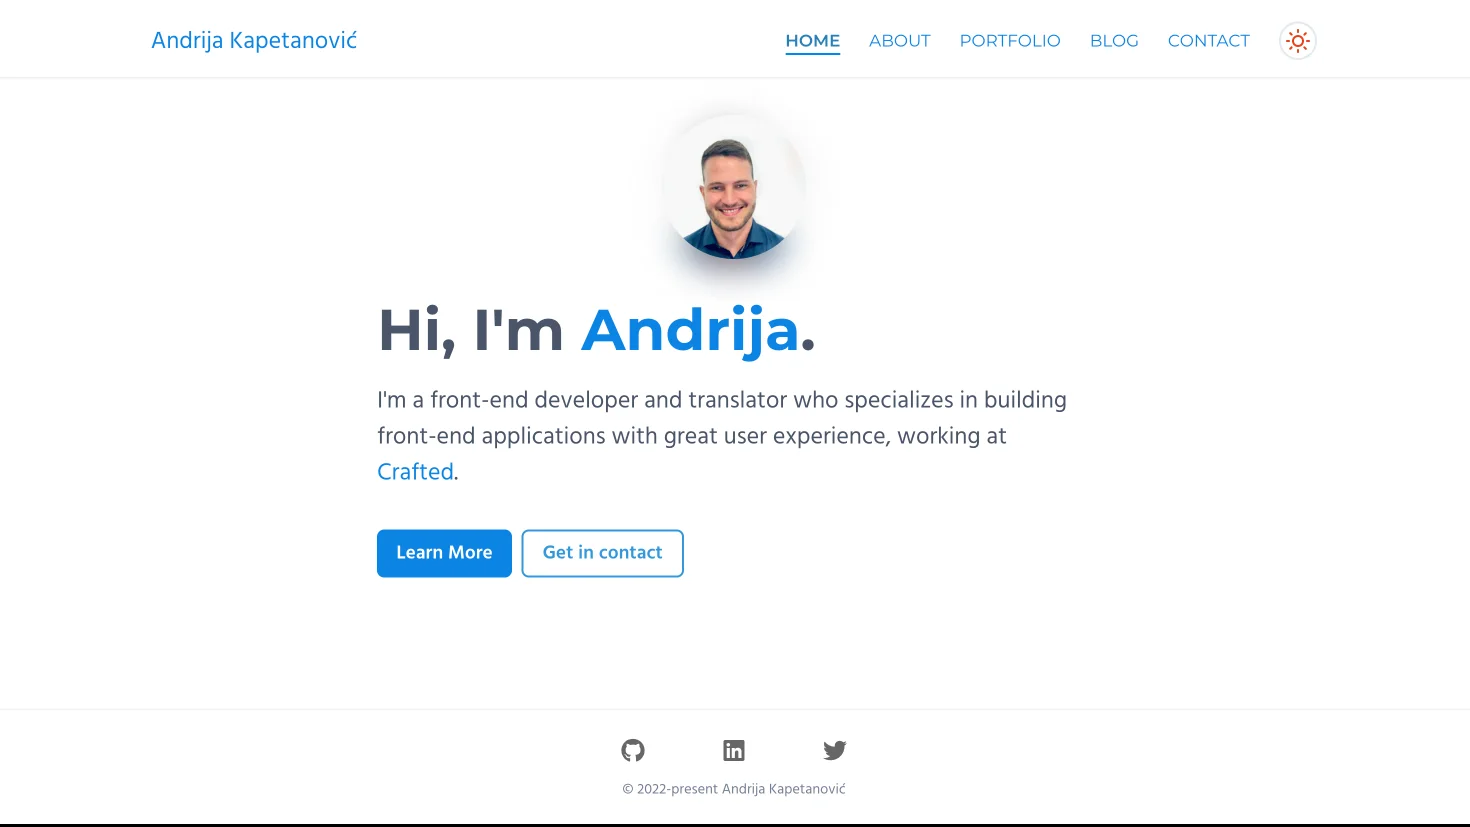 Andrija Kapetanović
HOME ABOUT PORTFOLIO BLOG CONTACT
Hi, I'm Andrija.
I'm a front-end developer and translator who specializes in building
front-end applications with great user experience, working at
Crafted.
Learn More
Get in contact
© 2022-present Andrija Kapetanović